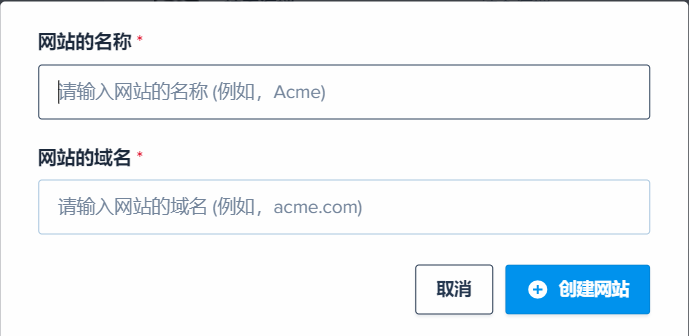 网站的名称 *
请输入网站的名称 (例如，Acme)
网站的域名 *
请输入网站的域名 (例如，acme.com)
取消
创建网站